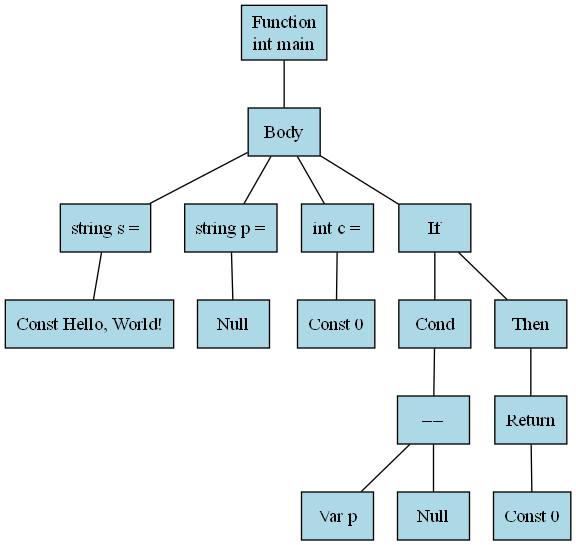 Function
int main
Body
string s =
string p =
int c =
If
Const Hello, World!
Null
Const 0
Cond
Then
==
Return
Var p
Null
Const 0